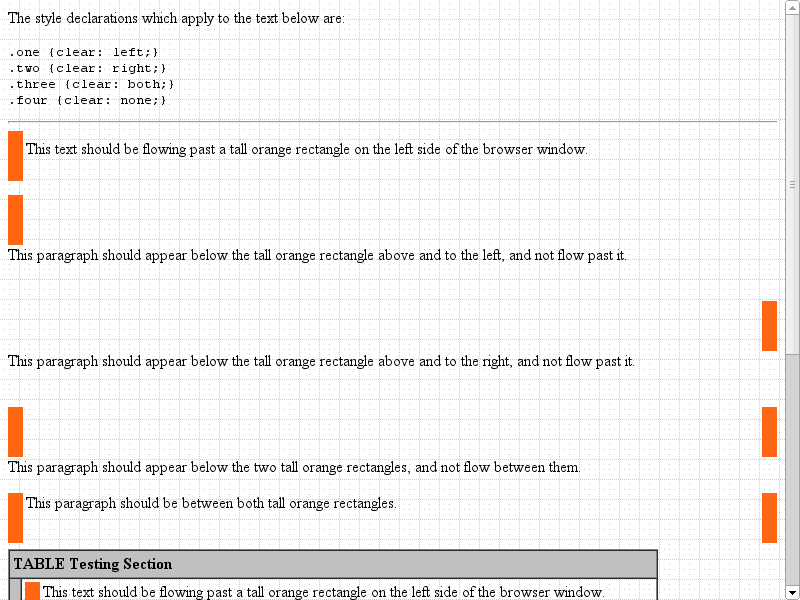 The style declarations which apply to the text below are:
.one {clear: left;}
.two {clear: right;}
.three {clear: both;}
.four {clear: none;}
This text should be flowing past a tall orange rectangle on the left side of the browser window.
This paragraph should appear below the tall orange rectangle above and to the left, and not flow past it.
This paragraph should appear below the tall orange rectangle above and to the right, and not flow past it.
This paragraph should appear below the two tall orange rectangles, and not flow between them.
This paragraph should be between both tall orange rectangles.
TABLE Testing Section
This text should be flowing past a tall orange rectangle on the left side of the browser window.